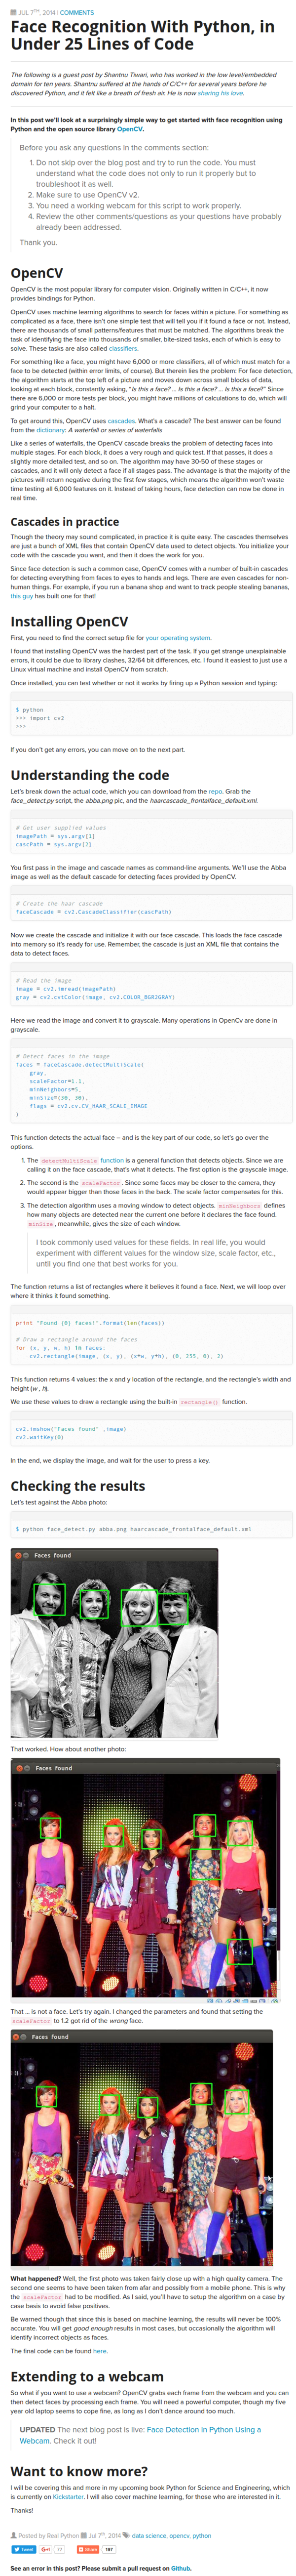 JUL 7TH, 2014 | COMMENTS
Face Recognition With Python, in
Under 25 Lines of Code
The following is a guest post by Shantnu Tiwari, who has worked in the low level/embedded
domain for ten years. Shantnu suffered at the hands of C/C++ for several years before he
discovered Python, and it felt like a breath of fresh air. He is now sharing his love.
In this post we'll look at a surprisingly simple way to get started with face recognition using
Python and the open source library OpenCV.
Before you ask any questions in the comments section:
1. Do not skip over the blog post and try to run the code. You must
understand what the code does not only to run it properly but to
troubleshoot it as well.
2. Make sure to use OpenCV v2.
3. You need a working webcam for this script to work properly.
4. Review the other comments/questions as your questions have probably
already been addressed.
Thank you.
OpenCV
OpenCV is the most popular library for computer vision. Originally written in C/C++, it now
provides bindings for Python.
OpenCV uses machine learning algorithms to search for faces within a picture. For something as
complicated as a face, there isn't one simple test that will tell you if it found a face or not. Instead,
there are thousands of small patterns/features that must be matched. The algorithms break the
task of identifying the face into thousands of smaller, bite-sized tasks, each of which is easy to
solve. These tasks are also called classifiers.
For something like a face, you might have 6,000 or more classifiers, all of which must match for a
face to be detected (within error limits, of course). But therein lies the problem: For face detection,
the algorithm starts at the top left of a picture and moves down across small blocks of data,
looking at each block, constantly asking, "Is this a face? … Is this a face? … Is this a face?" Since
there are 6,000 or more tests per block, you might have millions of calculations to do, which will
grind your computer to a halt.
To get around this, OpenCV uses cascades. What's a cascade? The best answer can be found
from the dictionary: A waterfall or series of waterfalls
Like a series of waterfalls, the OpenCV cascade breaks the problem of detecting faces into
multiple stages. For each block, it does a very rough and quick test. If that passes, it does a
slightly more detailed test, and so on. The algorithm may have 30-50 of these stages or
cascades, and it will only detect a face if all stages pass. The advantage is that the majority of the
pictures will return negative during the first few stages, which means the algorithm won't waste
time testing all 6,000 features on it. Instead of taking hours, face detection can now be done in
real time.
Cascades in practice
Though the theory may sound complicated, in practice it is quite easy. The cascades themselves
are just a bunch of XML files that contain OpenCV data used to detect objects. You initialize your
code with the cascade you want, and then it does the work for you.
Since face detection is such a common case, OpenCV comes with a number of built-in cascades
for detecting everything from faces to eyes to hands and legs. There are even cascades for non-
human things. For example, if you run a banana shop and want to track people stealing bananas,
this guy has built one for that!
Installing OpenCV
First, you need to find the correct setup file for your operating system.
I found that installing OpenCV was the hardest part of the task. If you get strange unexplainable
errors, it could be due to library clashes, 32/64 bit differences, etc. I found it easiest to just use a
Linux virtual machine and install OpenCV from scratch.
Once installed, you can test whether or not it works by firing up a Python session and typing:
$ python
>>> import cv2
>>>
If you don't get any errors, you can move on to the next part.
Understanding the code
Let's break down the actual code, which you can download from the repo. Grab the
face_detect.py script, the abba.png pic, and the haarcascade_frontalface_default.xml.
# Get user supplied values
imagePath = sys.argv[1]
cascPath = sys.argv[2]
You first pass in the image and cascade names as command-line arguments. We'll use the Abba
image as well as the default cascade for detecting faces provided by OpenCV.
# Create the haar cascade
faceCascade = cv2.CascadeClassifier(cascPath)
Now we create the cascade and initialize it with our face cascade. This loads the face cascade
into memory so it's ready for use. Remember, the cascade is just an XML file that contains the
data to detect faces.
# Read the image
image = cv2.imread(imagePath)
gray = cv2.cvtColor(image, cv2.COLOR_BGR2GRAY)
Here we read the image and convert it to grayscale. Many operations in OpenCv are done in
grayscale.
# Detect faces in the image
faces = faceCascade.detectMultiScale(
gray,
scaleFactor=1.1,
minNeighbors=5,
minSize=(30, 30),
flags = cv2.cv.CV_HAAR_SCALE_IMAGE
)
This function detects the actual face – and is the key part of our code, so let's go over the
options.
1. The detectMultiScale function is a general function that detects objects. Since we are
calling it on the face cascade, that's what it detects. The first option is the grayscale image.
2. The second is the scaleFactor. Since some faces may be closer to the camera, they
would appear bigger than those faces in the back. The scale factor compensates for this.
3. The detection algorithm uses a moving window to detect objects. minNeighbors defines
how many objects are detected near the current one before it declares the face found.
minSize, meanwhile, gives the size of each window.
I took commonly used values for these fields. In real life, you would
experiment with different values for the window size, scale factor, etc.,
until you find one that best works for you.
The function returns a list of rectangles where it believes it found a face. Next, we will loop over
where it thinks it found something.
print "Found {0} faces!".format(len(faces))
# Draw a rectangle around the faces
for (x, y, w, h) in faces:
cv2.rectangle(image, (x, y), (x+w, y+h), (0, 255, 0), 2)
This function returns 4 values: the x and y location of the rectangle, and the rectangle's width and
height (w , h).
We use these values to draw a rectangle using the built-in rectangle() function.
cv2.imshow("Faces found" ,image)
cv2.waitKey(0)
In the end, we display the image, and wait for the user to press a key.
Checking the results
Let's test against the Abba photo:
$ python face_detect.py abba.png haarcascade_frontalface_default.xml
Faces found
That worked. How about another photo:
Faces found
That … is not a face. Let's try again. I changed the parameters and found that setting the
scaleFactor to 1.2 got rid of the wrong face.
Faces found
What happened? Well, the first photo was taken fairly close up with a high quality camera. The
second one seems to have been taken from afar and possibly from a mobile phone. This is why
the scaleFactor had to be modified. As I said, you'll have to setup the algorithm on a case by
case basis to avoid false positives.
Be warned though that since this is based on machine learning, the results will never be 100%
accurate. You will get good enough results in most cases, but occasionally the algorithm will
identify incorrect objects as faces.
The final code can be found here.
Extending to a webcam
So what if you want to use a webcam? OpenCV grabs each frame from the webcam and you can
then detect faces by processing each frame. You will need a powerful computer, though my five
year old laptop seems to cope fine, as long as I don't dance around too much.
UPDATED The next blog post is live: Face Detection in Python Using a
Webcam. Check it out!
Want to know more?
I will be covering this and more in my upcoming book Python for Science and Engineering, which
is currently on Kickstarter. I will also cover machine learning, for those who are interested in it.
Thanks!
Posted by Real Python Jul 7th, 2014 data science, opencv, python
Tweet g+1 77 Share 197
See an error in this post? Please submit a pull request on Github.